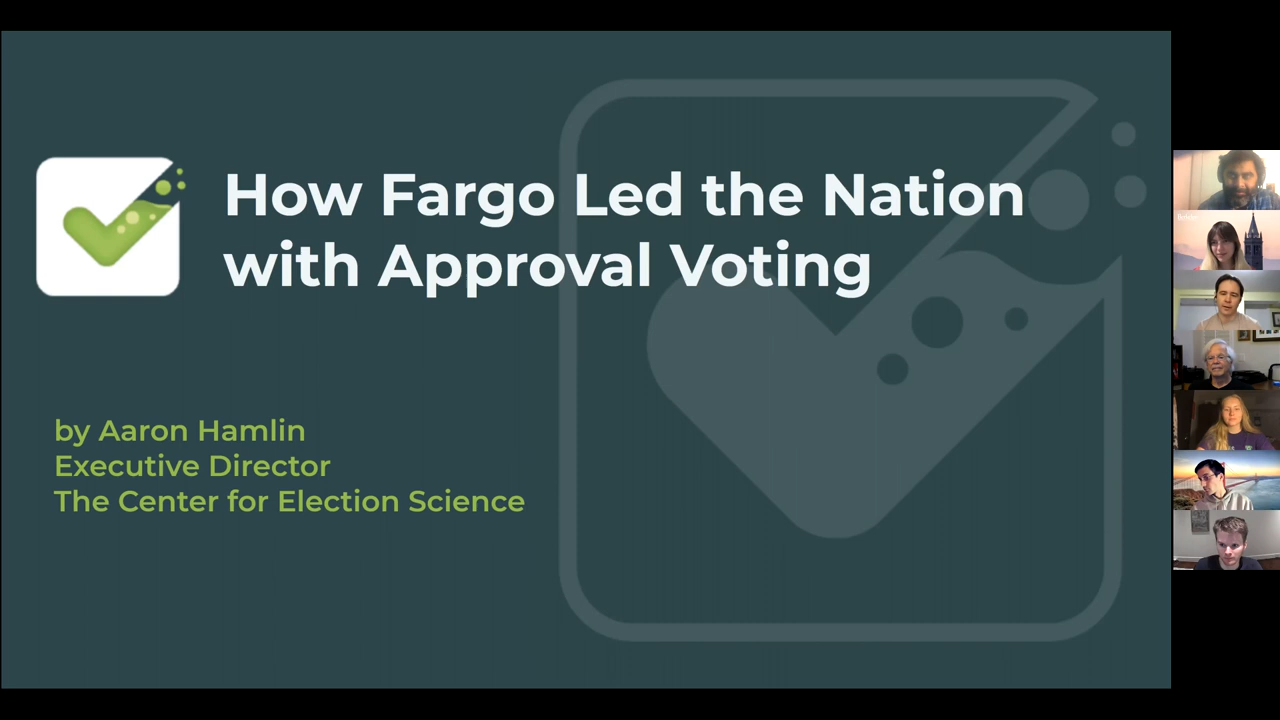 How Fargo Led the Nation
with Approval Voting
by Aaron Hamlin
Executive Director
The Center for Election Science